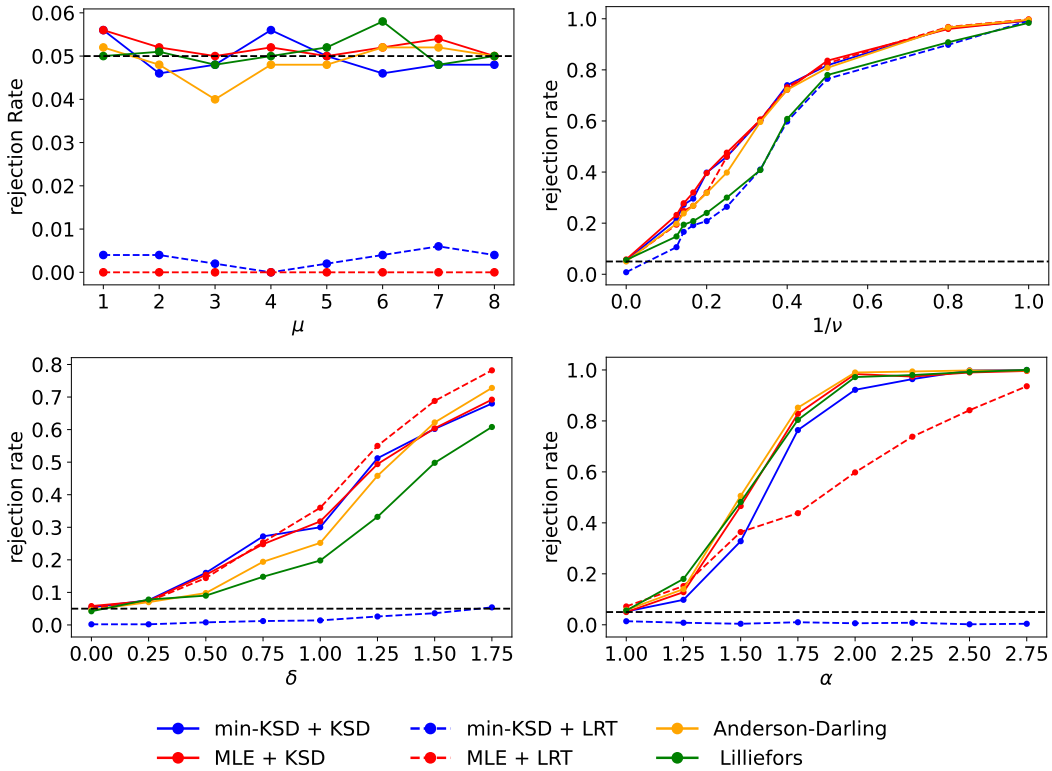 rejection Rate
0.06
0.05
0.04
0.03
0.02
0.01
0.00
1 2 3 4 5 6 7 8
μ
rejection rate
1.0
0.8
0.6
0.4
0.2
0.0
0.0 0.2 0.4 0.6 0.8 1.0
1/ν
rejection rate
0.8
0.7
0.6
0.5
0.4
0.3
0.2
0.1
0.0
0.00 0.25 0.50 0.75 1.00 1.25 1.50 1.75
δ
rejection rate
1.0
0.8
0.6
0.4
0.2
0.0
1.00 1.25 1.50 1.75 2.00 2.25 2.50 2.75
α
min-KSD + KSD
min-KSD + LRT
Anderson-Darling
MLE + KSD
MLE + LRT
Lilliefors